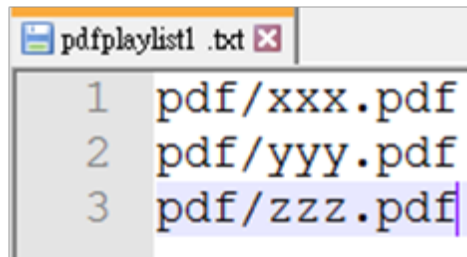 pdfplaylist1 .txt
1 pdf/xxx.pdf
2 pdf/yyy.pdf
3 pdf/zzz.pdf